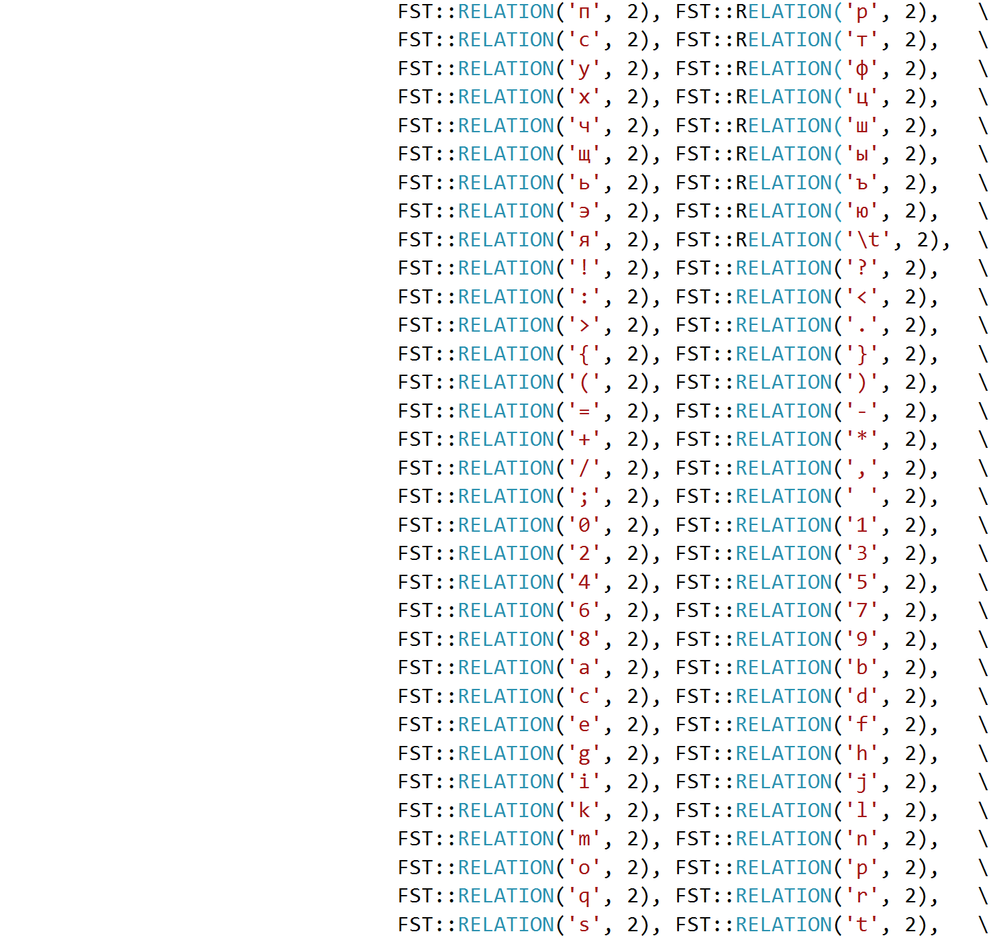 FST::RELATION('п', 2), FST::RELATION('р', 2), \
FST::RELATION('с', 2), FST::RELATION('т', 2), \
FST::RELATION('у', 2), FST::RELATION('ф', 2), \
FST::RELATION('х', 2), FST::RELATION('ц', 2), \
FST::RELATION('ч', 2), FST::RELATION('ш', 2), \
FST::RELATION('щ', 2), FST::RELATION('ы', 2), \
FST::RELATION('ь', 2), FST::RELATION('ъ', 2), \
FST::RELATION('э', 2), FST::RELATION('ю', 2), \
FST::RELATION('я', 2), FST::RELATION('\t', 2), \
FST::RELATION('!', 2), FST::RELATION('?', 2), \
FST::RELATION(':', 2), FST::RELATION('<', 2), \
FST::RELATION('>', 2), FST::RELATION('.', 2), \
FST::RELATION('{', 2), FST::RELATION('}', 2), \
FST::RELATION('(', 2), FST::RELATION(')', 2), \
FST::RELATION('=', 2), FST::RELATION('-', 2), \
FST::RELATION('+', 2), FST::RELATION('*', 2), \
FST::RELATION('/', 2), FST::RELATION(',', 2), \
FST::RELATION(';', 2), FST::RELATION(' ', 2), \
FST::RELATION('0', 2), FST::RELATION('1', 2), \
FST::RELATION('2', 2), FST::RELATION('3', 2), \
FST::RELATION('4', 2), FST::RELATION('5', 2), \
FST::RELATION('6', 2), FST::RELATION('7', 2), \
FST::RELATION('8', 2), FST::RELATION('9', 2), \
FST::RELATION('a', 2), FST::RELATION('b', 2), \
FST::RELATION('c', 2), FST::RELATION('d', 2), \
FST::RELATION('e', 2), FST::RELATION('f', 2), \
FST::RELATION('g', 2), FST::RELATION('h', 2), \
FST::RELATION('i', 2), FST::RELATION('j', 2), \
FST::RELATION('k', 2), FST::RELATION('l', 2), \
FST::RELATION('m', 2), FST::RELATION('n', 2), \
FST::RELATION('o', 2), FST::RELATION('p', 2), \
FST::RELATION('q', 2), FST::RELATION('r', 2), \
FST::RELATION('s', 2), FST::RELATION('t', 2), \